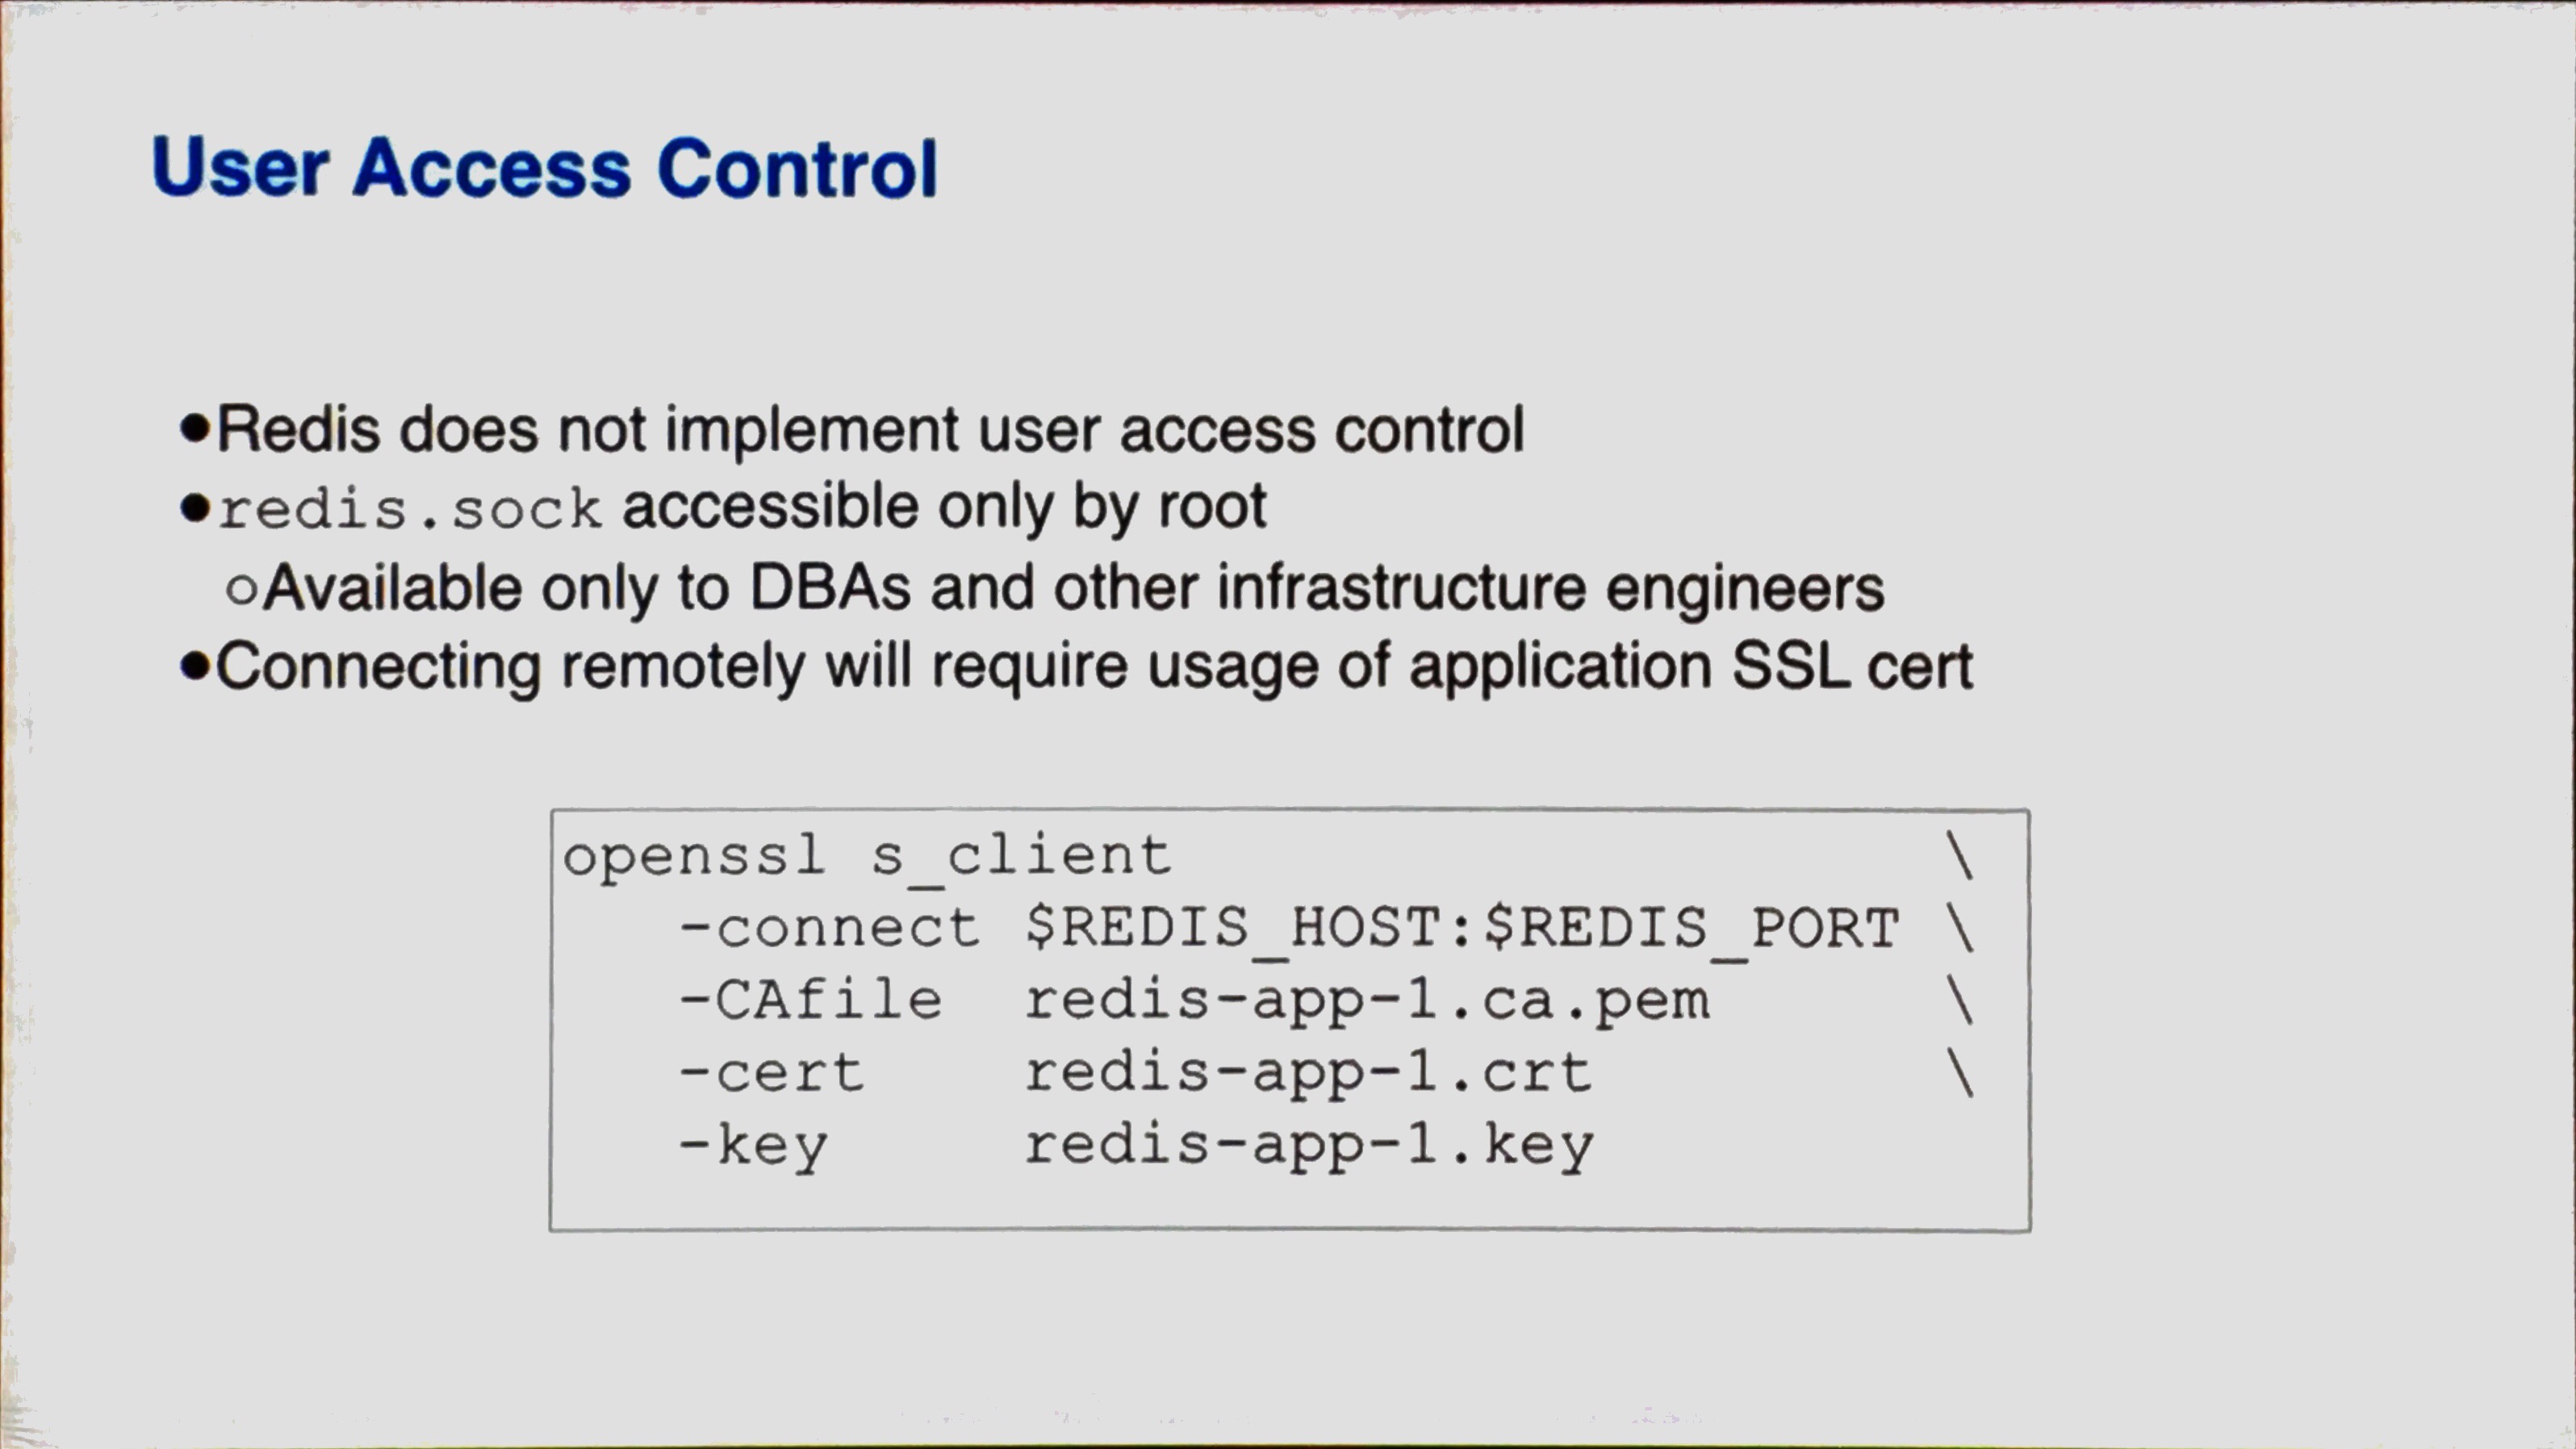 User Access Control
●Redis does not implement user access control
●redis.sock accessible only by root
○Available only to DBAs and other infrastructure engineers
●Connecting remotely will require usage of application SSL cert
openssl s_client \
-connect $REDIS_HOST:$REDIS_PORT \
-CAfile redis-app-1.ca.pem \
-cert redis-app-1.crt \
-key redis-app-1.key